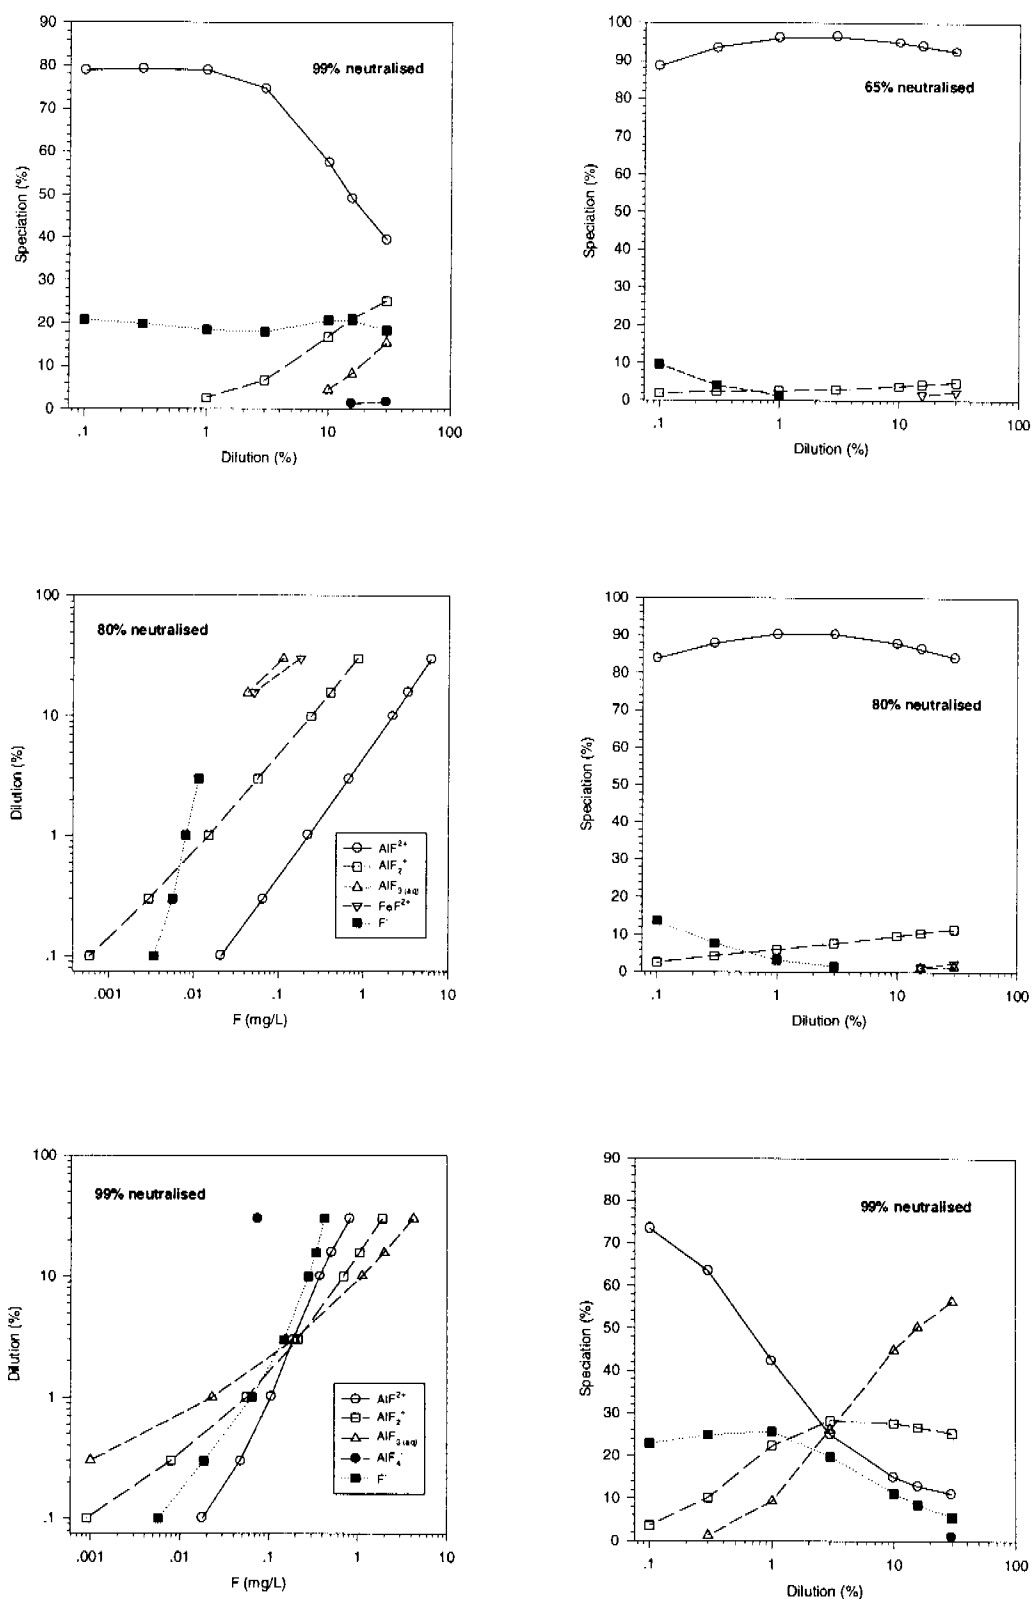 90
80
70
60
50
40
30
20
10
0
Speciation (%)
99% neutralised
.1
1
10
100
Dilution (%)
100
90
80
70
60
50
40
30
20
10
0
Speciation (%)
65% neutralised
.1
1
10
100
Dilution (%)
100
10
1
.1
Dilution (%)
80% neutralised
AlF²⁺
AlF₂⁺
AlF₃₍ₐq₎
FeF²⁺
F⁻
.001
.01
.1
1
10
F (mg/L)
100
90
80
70
60
50
40
30
20
10
0
Speciation (%)
80% neutralised
.1
1
10
100
Dilution (%)
100
10
1
.1
Dilution (%)
99% neutralised
AlF²⁺
AlF₂⁺
AlF₃₍ₐq₎
AlF₄⁻
F⁻
.001
.01
.1
1
10
F (mg/L)
90
80
70
60
50
40
30
20
10
0
Speciation (%)
99% neutralised
.1
1
10
100
Dilution (%)